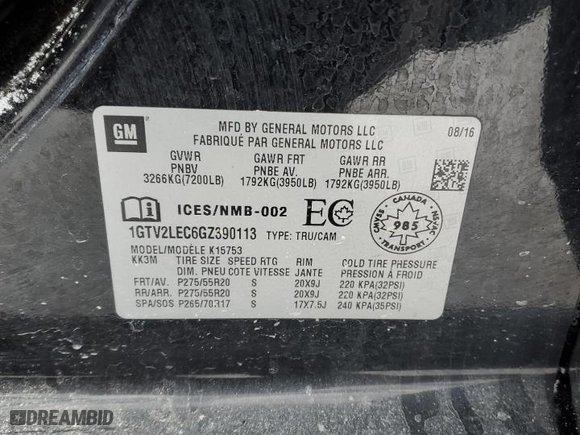 GM
MFD BY GENERAL MOTORS LLC
FABRIQUÉ PAR GENERAL MOTORS LLC
08/16
GVWR GAWR FRT GAWR RR
PNBV PNBE AV. PNBE ARR.
3266KG(7200LB) 1792KG(3950LB) 1792KG(3950LB)
ICES/NMB-002 EC
CANADA
CMVSS NSVAC
985
TRANSPORT
1GTV2LEC6GZ390113 TYPE: TRU/CAM
MODEL/MODÈLE K15753
KK3M TIRE SIZE SPEED RTG RIM COLD TIRE PRESSURE
DIM. PNEU COTE VITESSE JANTE PRESSION À FROID
FRT/AV. P275/55R20 S 20X9J 220 KPA(32PSI)
RR/ARR. P275/55R20 S 20X9J 220 KPA(32PSI)
SPA/SOS P265/70R17 S 17X7.5J 240 KPA(35PSI)
DREAMBID